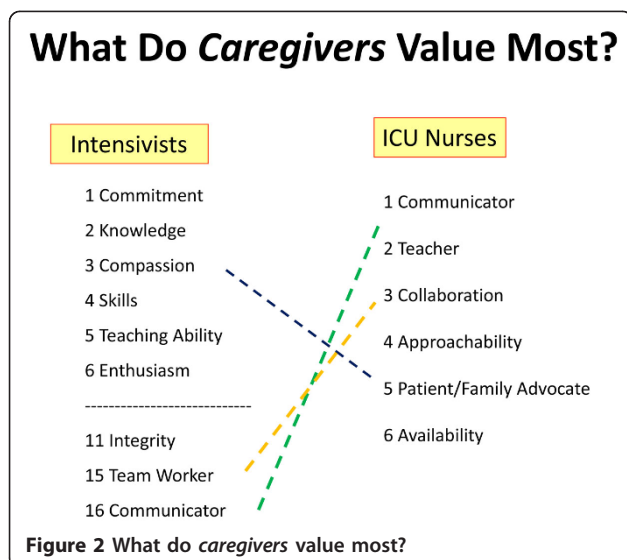 What Do Caregivers Value Most?
Intensivists
1 Commitment
2 Knowledge
3 Compassion
4 Skills
5 Teaching Ability
6 Enthusiasm
----------------------------
11 Integrity
15 Team Worker
16 Communicator
ICU Nurses
1 Communicator
2 Teacher
3 Collaboration
4 Approachability
5 Patient/Family Advocate
6 Availability
Figure 2 What do caregivers value most?